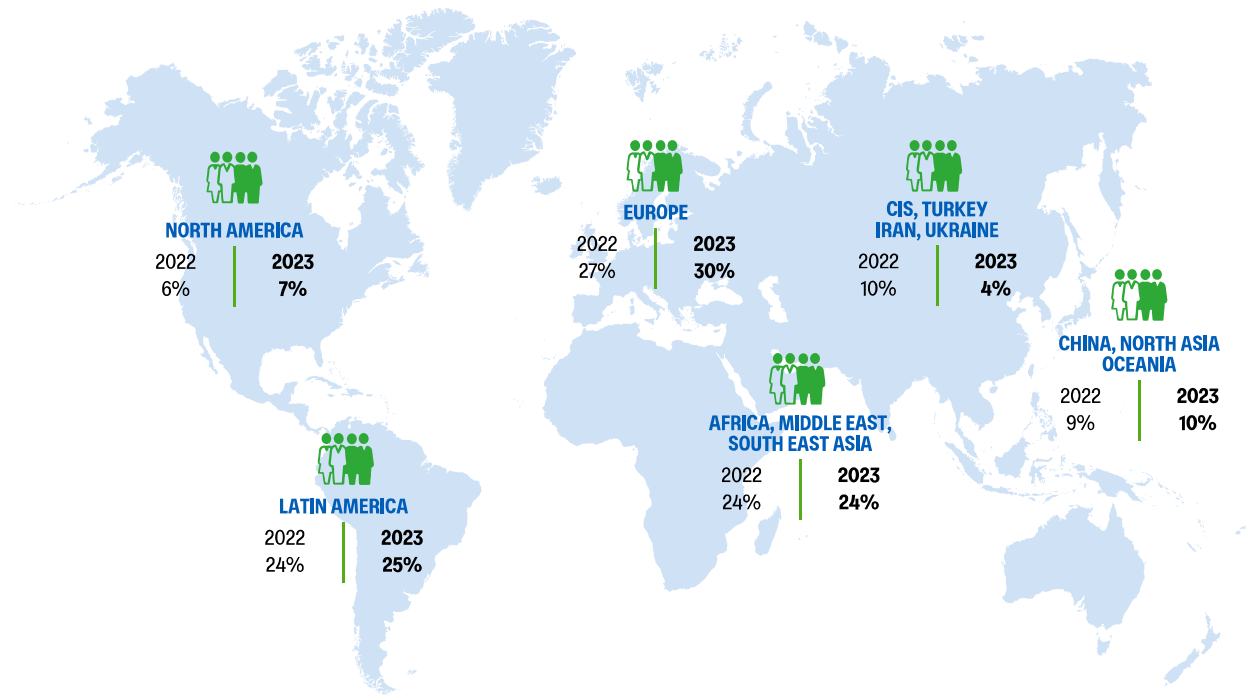 NORTH AMERICA
2022 2023
6% 7%
EUROPE
2022 2023
27% 30%
CIS, TURKEY
IRAN, UKRAINE
2022 2023
10% 4%
CHINA, NORTH ASIA
OCEANIA
2022 2023
9% 10%
AFRICA, MIDDLE EAST,
SOUTH EAST ASIA
2022 2023
24% 24%
LATIN AMERICA
2022 2023
24% 25%